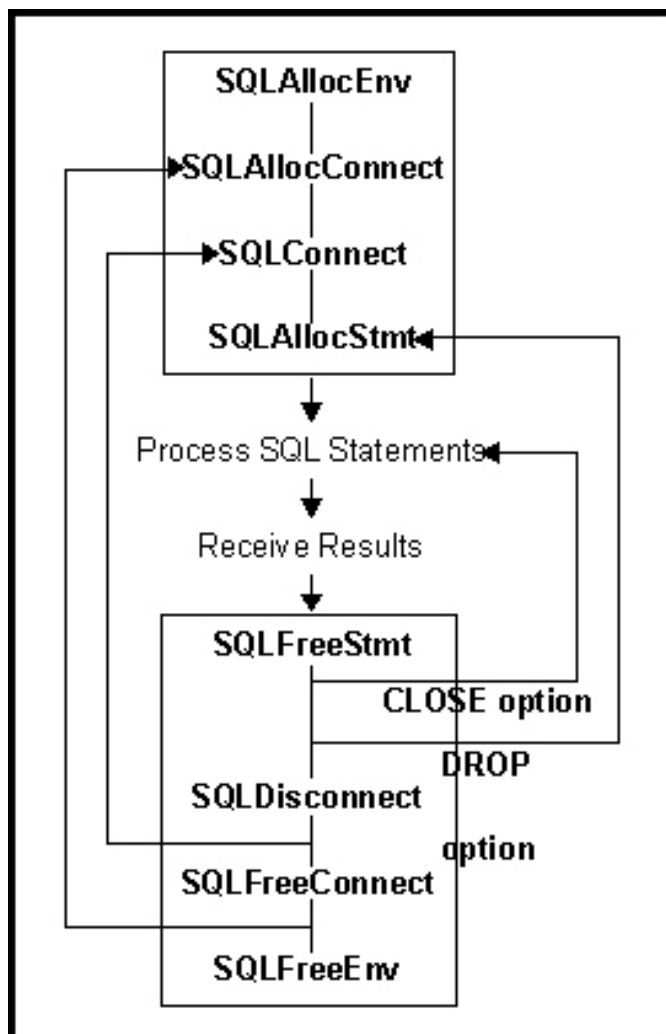 SQLAllocEnv
SQLAllocConnect
SQLConnect
SQLAllocStmt
Process SQL Statements
Receive Results
SQLFreeStmt
CLOSE option
DROP
SQLDisconnect
option
SQLFreeConnect
SQLFreeEnv